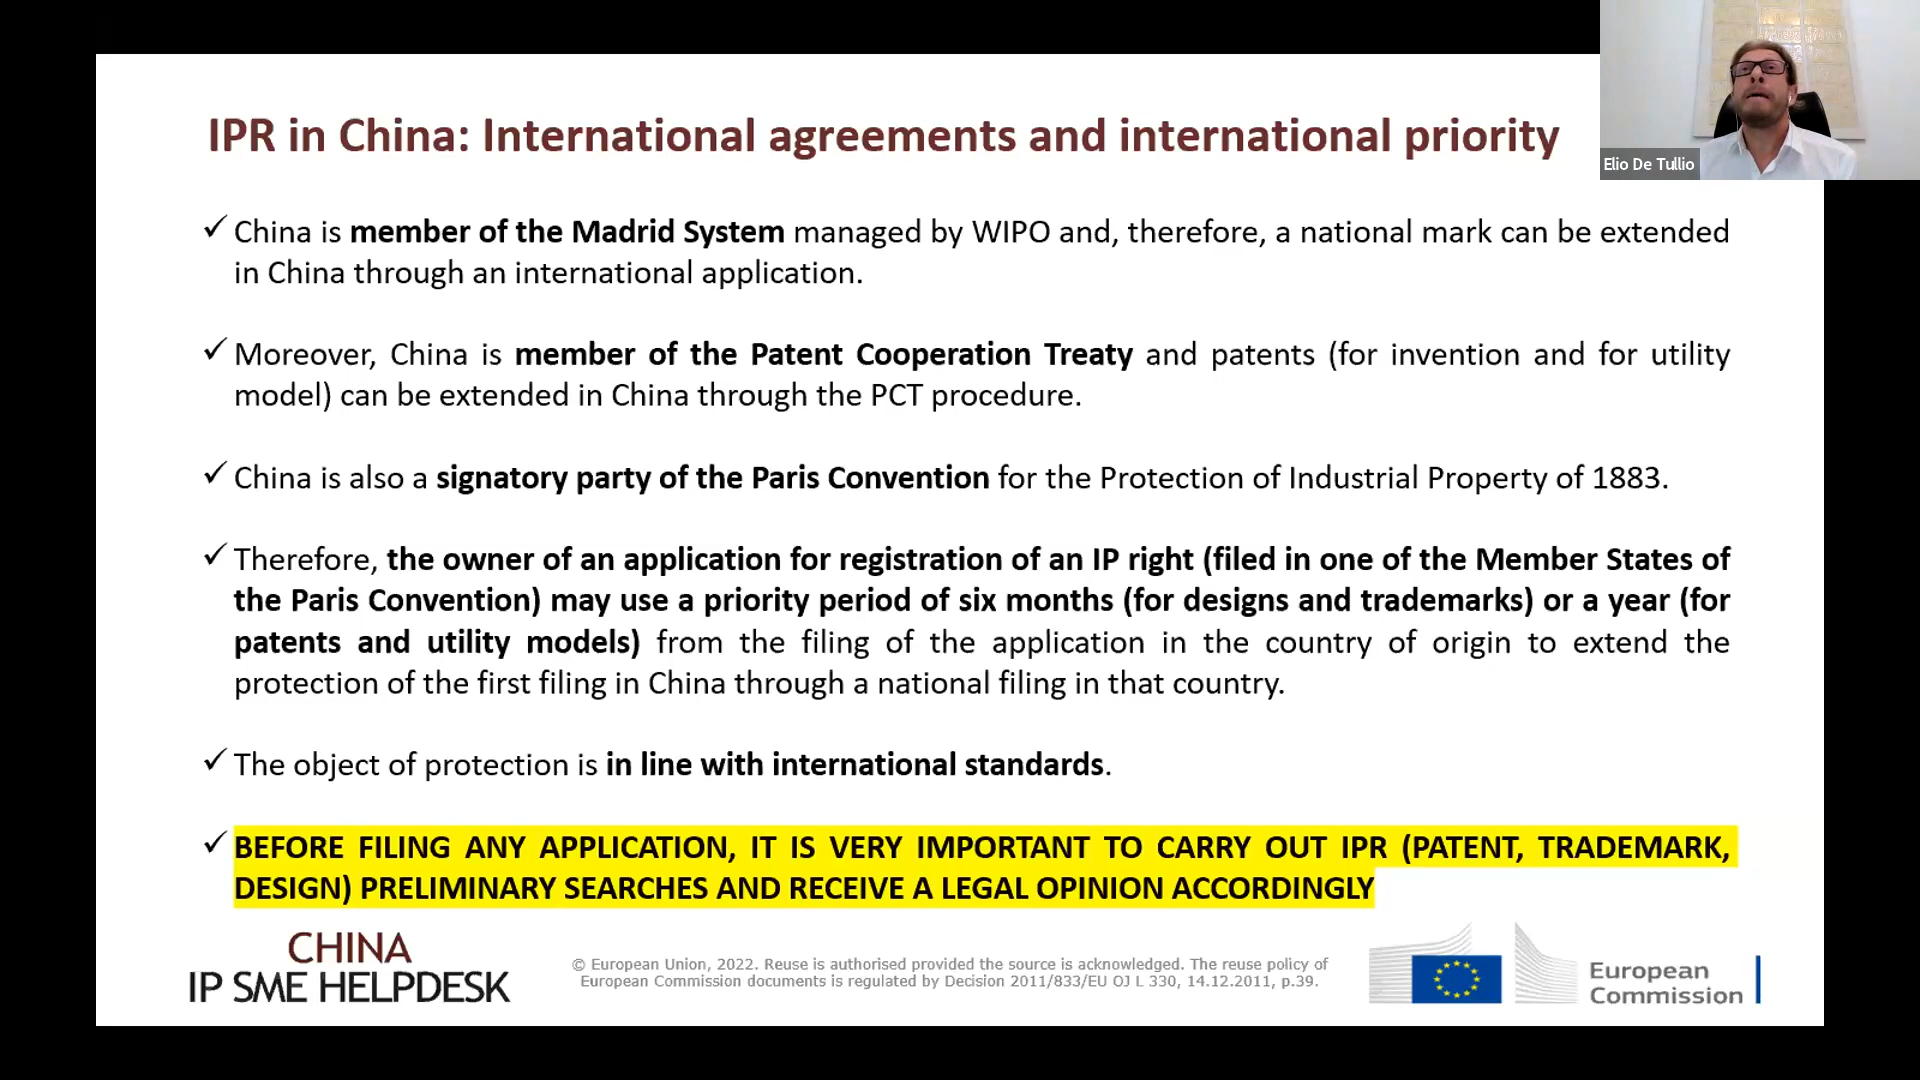 IPR in China: International agreements and international priority
Elio De Tullio
✓ China is member of the Madrid System managed by WIPO and, therefore, a national mark can be extended
in China through an international application.
✓ Moreover, China is member of the Patent Cooperation Treaty and patents (for invention and for utility
model) can be extended in China through the PCT procedure.
✓ China is also a signatory party of the Paris Convention for the Protection of Industrial Property of 1883.
✓ Therefore, the owner of an application for registration of an IP right (filed in one of the Member States of
the Paris Convention) may use a priority period of six months (for designs and trademarks) or a year (for
patents and utility models) from the filing of the application in the country of origin to extend the
protection of the first filing in China through a national filing in that country.
✓ The object of protection is in line with international standards.
✓ BEFORE FILING ANY APPLICATION, IT IS VERY IMPORTANT TO CARRY OUT IPR (PATENT, TRADEMARK,
DESIGN) PRELIMINARY SEARCHES AND RECEIVE A LEGAL OPINION ACCORDINGLY
CHINA
IP SME HELPDESK
© European Union, 2022. Reuse is authorised provided the source is acknowledged. The reuse policy of
European Commission documents is regulated by Decision 2011/833/EU OJ L 330, 14.12.2011, p.39.
European
Commission